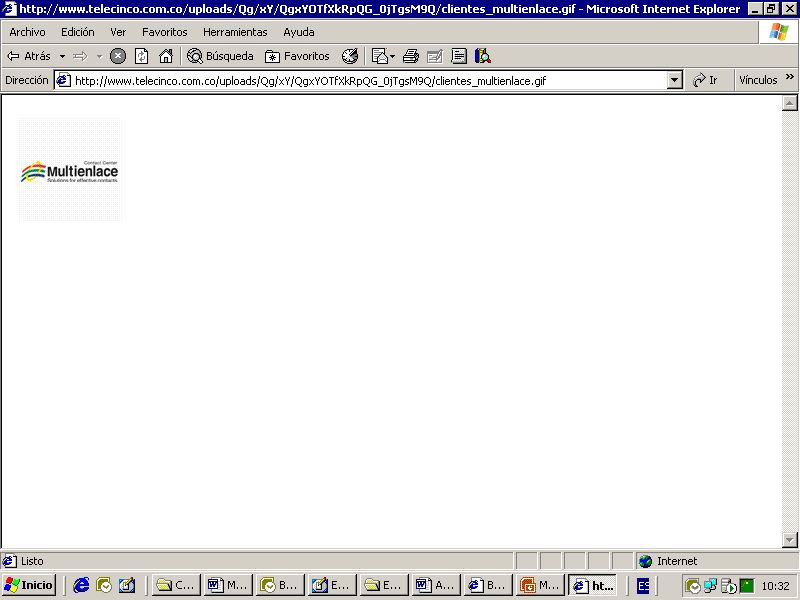 http://www.telecinco.com.co/uploads/Qg/xY/QgxYOTfXkRpQG_0jTgsM9Q/clientes_multienlace.gif - Microsoft Internet Explorer
Archivo Edición Ver Favoritos Herramientas Ayuda
Atrás Búsqueda Favoritos
Dirección http://www.telecinco.com.co/uploads/Qg/xY/QgxYOTfXkRpQG_0jTgsM9Q/clientes_multienlace.gif Ir Vínculos »
Contact Center
Multienlace
Solutions for effective contacts
Listo Internet
Inicio C... M... B... E... E... A... B... M... ht... ES 10:32